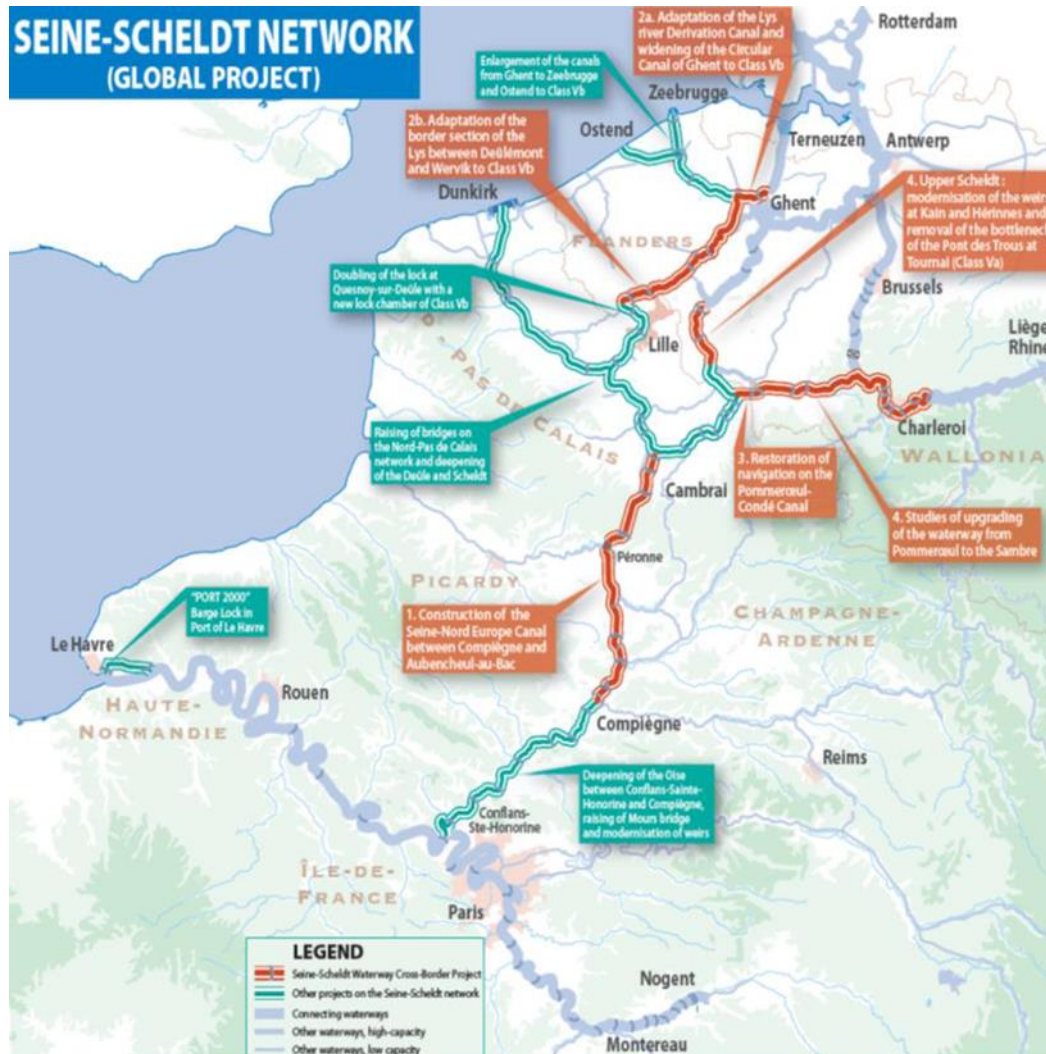 SEINE-SCHELDT NETWORK
(GLOBAL PROJECT)
2a. Adaptation of the Lys
river Derivation Canal and
widening of the Circular
Canal of Ghent to Class Vb
Rotterdam
Enlargement of the canals
from Ghent to Zeebrugge
and Ostend to Class Vb
Zeebrugge
2b. Adaptation of the
border section of the
Lys between Deûlémont
and Wervik to Class Vb
Ostend
Terneuzen
Antwerp
Dunkirk
Ghent
4. Upper Scheldt :
modernisation of the weir
at Kain and Hérinnes and
removal of the bottleneck
of the Pont des Trous at
Tournai (Class Va)
FLANDERS
Doubling of the lock at
Quesnoy-sur-Deûle with a
new lock chamber of Class Vb
Brussels
Lille
Liège
Rhine
D - PAS DE CALAIS
Charleroi
WALLONIA
Raising of bridges on
the Nord-Pas de Calais
network and deepening
of the Deûle and Scheldt
3. Restoration of
navigation on the
Pommerœul-
Condé Canal
Cambrai
4. Studies of upgrading
of the waterway from
Pommerœul to the Sambre
Péronne
PICARDY
"PORT 2000"
Barge Lock in
Port of Le Havre
1. Construction of the
Seine-Nord Europe Canal
between Compiègne and
Aubencheul-au-Bac
CHAMPAGNE-
ARDENNE
Le Havre
Rouen
HAUTE-
NORMANDIE
Compiègne
Reims
Deepening of the Oise
between Conflans-Sainte-
Honorine and Compiègne,
raising of Mours bridge
and modernisation of weirs
Conflans-
Ste-Honorine
ÎLE-DE-
FRANCE
Paris
LEGEND
Seine-Scheldt Waterway Cross-Border Project
Other projects on the Seine-Scheldt network
Connecting waterways
Other waterways, high-capacity
Other waterways, low capacity
Nogent
Montereau